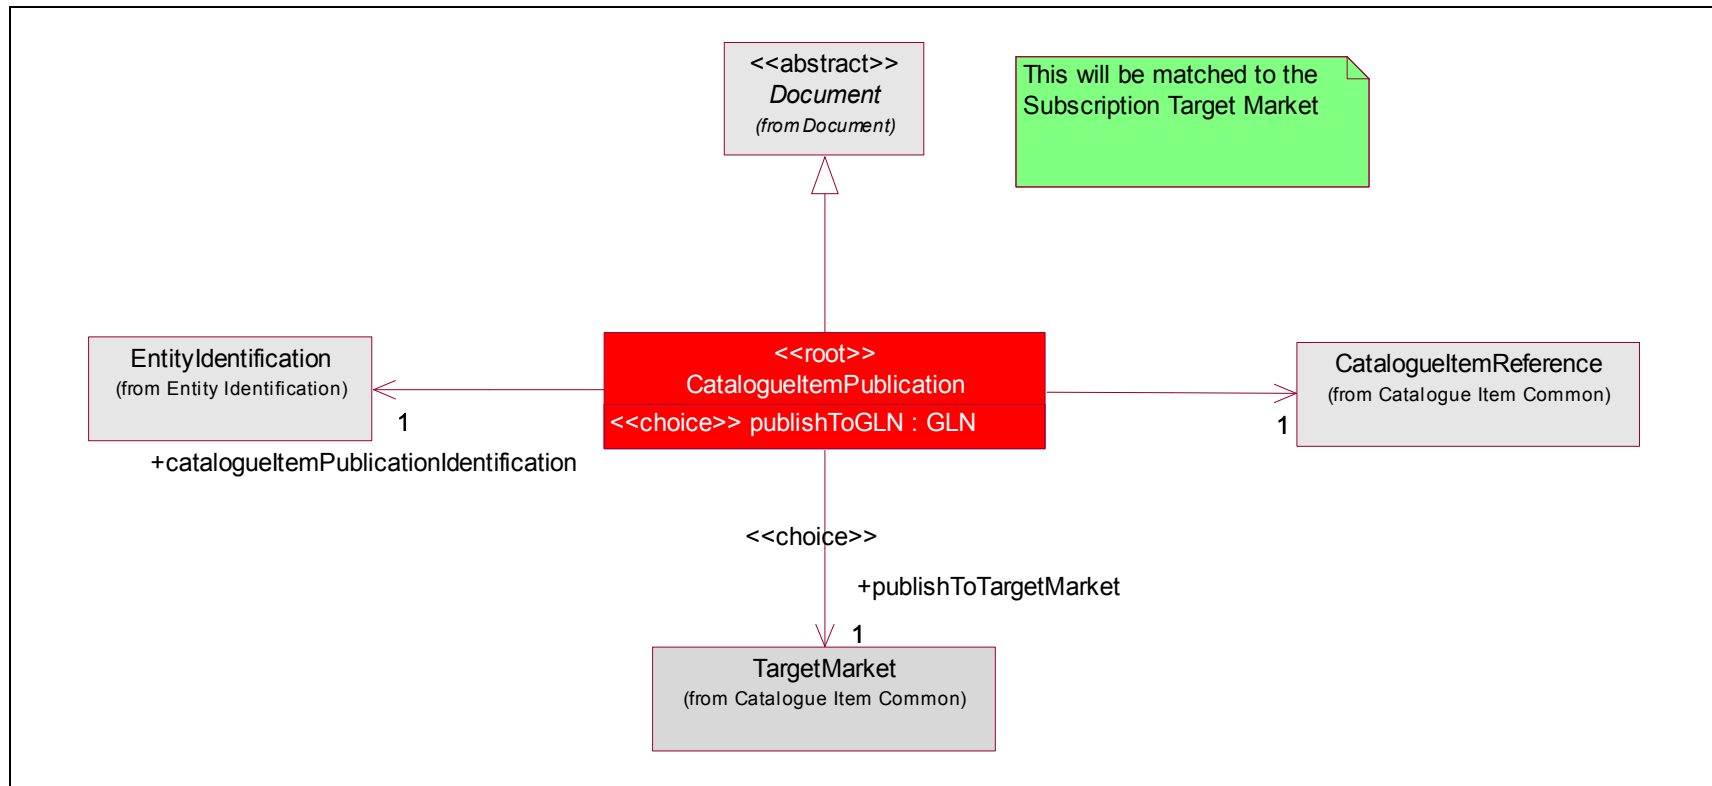 <<abstract>>
Document
(from Document)
This will be matched to the
Subscription Target Market
EntityIdentification
(from Entity Identification)
1
+catalogueItemPublicationIdentification
<<root>>
CatalogueItemPublication
<<choice>> publishToGLN : GLN
CatalogueItemReference
(from Catalogue Item Common)
1
<<choice>>
+publishToTargetMarket
1
TargetMarket
(from Catalogue Item Common)